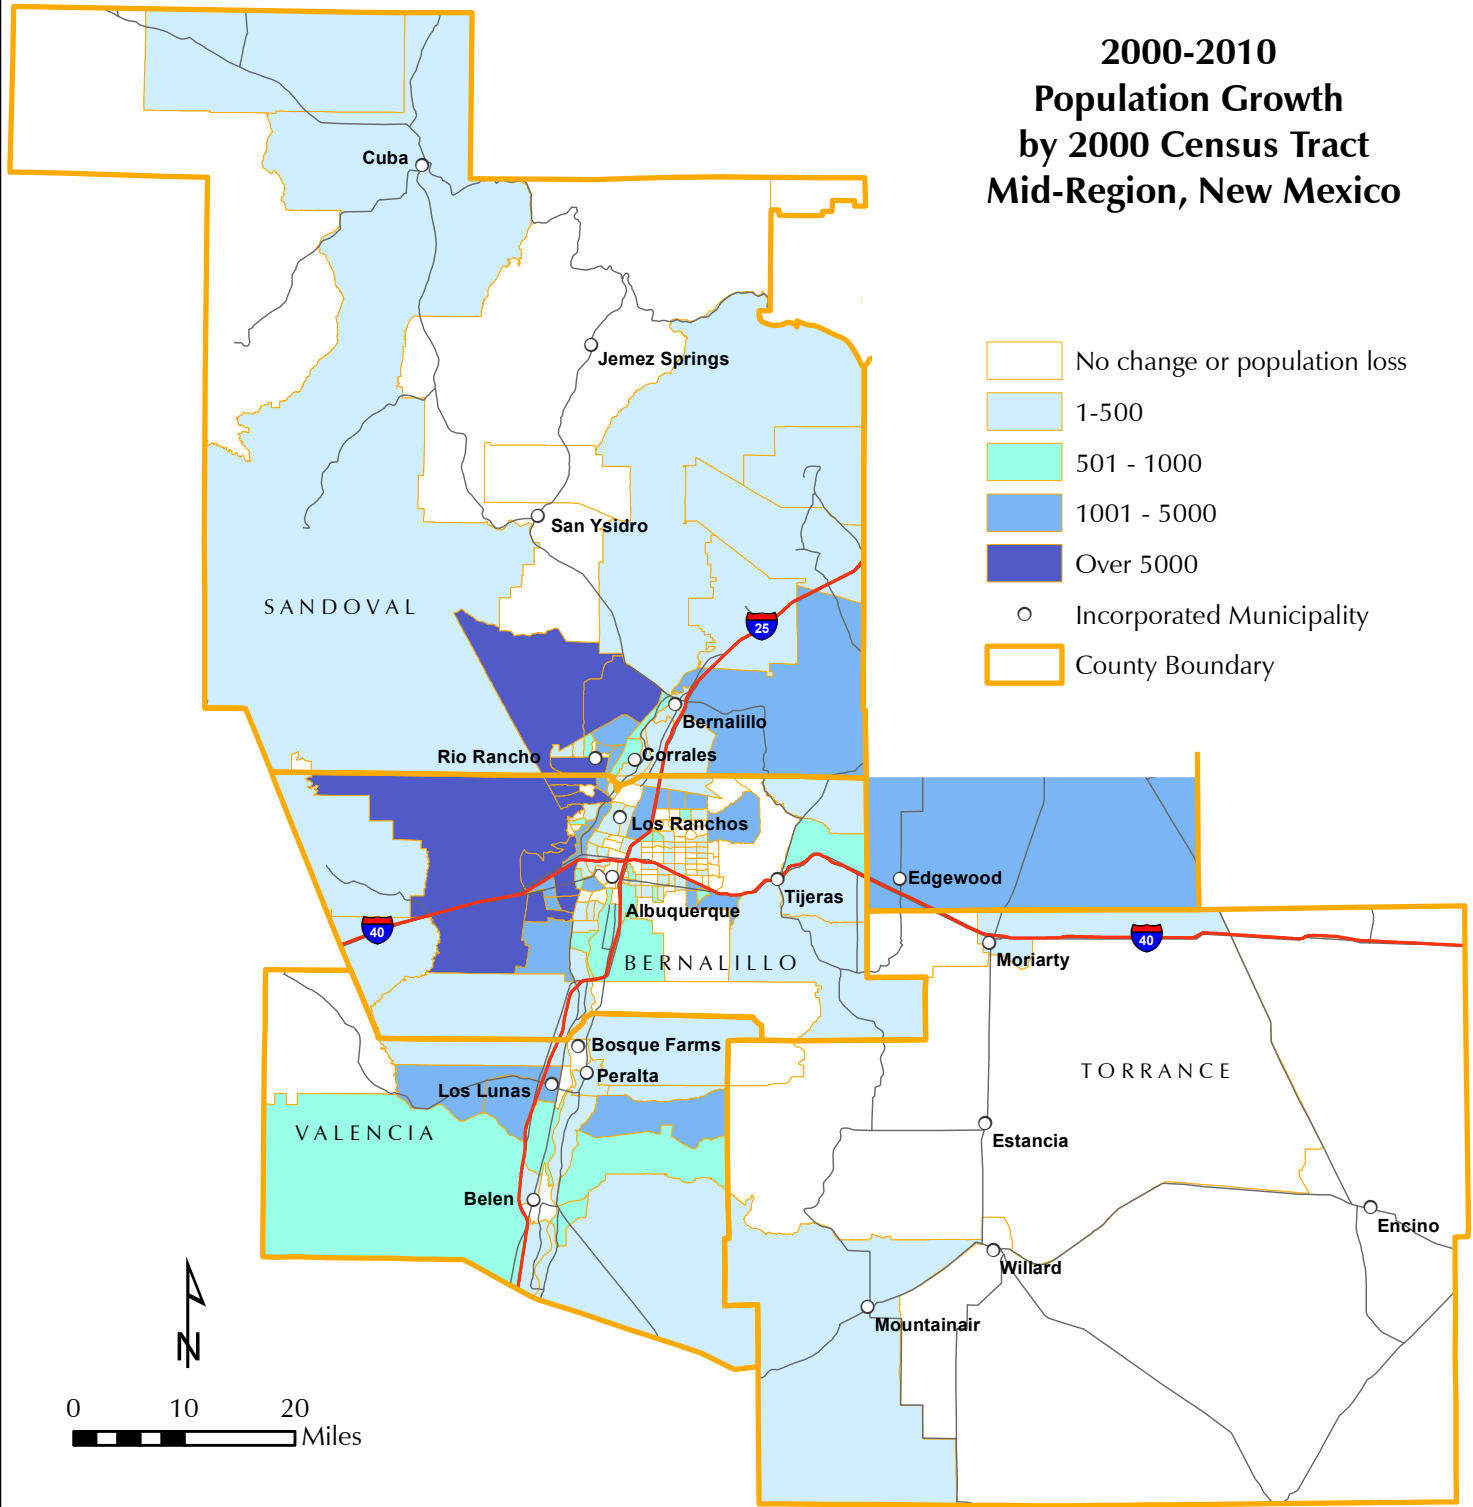 2000-2010
Population Growth
by 2000 Census Tract
Mid-Region, New Mexico
Cuba
Jemez Springs
No change or population loss
1-500
501 - 1000
1001 - 5000
Over 5000
Incorporated Municipality
County Boundary
San Ysidro
SANDOVAL
25
Bernalillo
Rio Rancho
Corrales
Los Ranchos
Edgewood
Tijeras
Albuquerque
40
40
BERNALILLO
Moriarty
Bosque Farms
Peralta
Los Lunas
TORRANCE
VALENCIA
Estancia
Belen
Encino
Willard
Mountainair
N
0 10 20
Miles